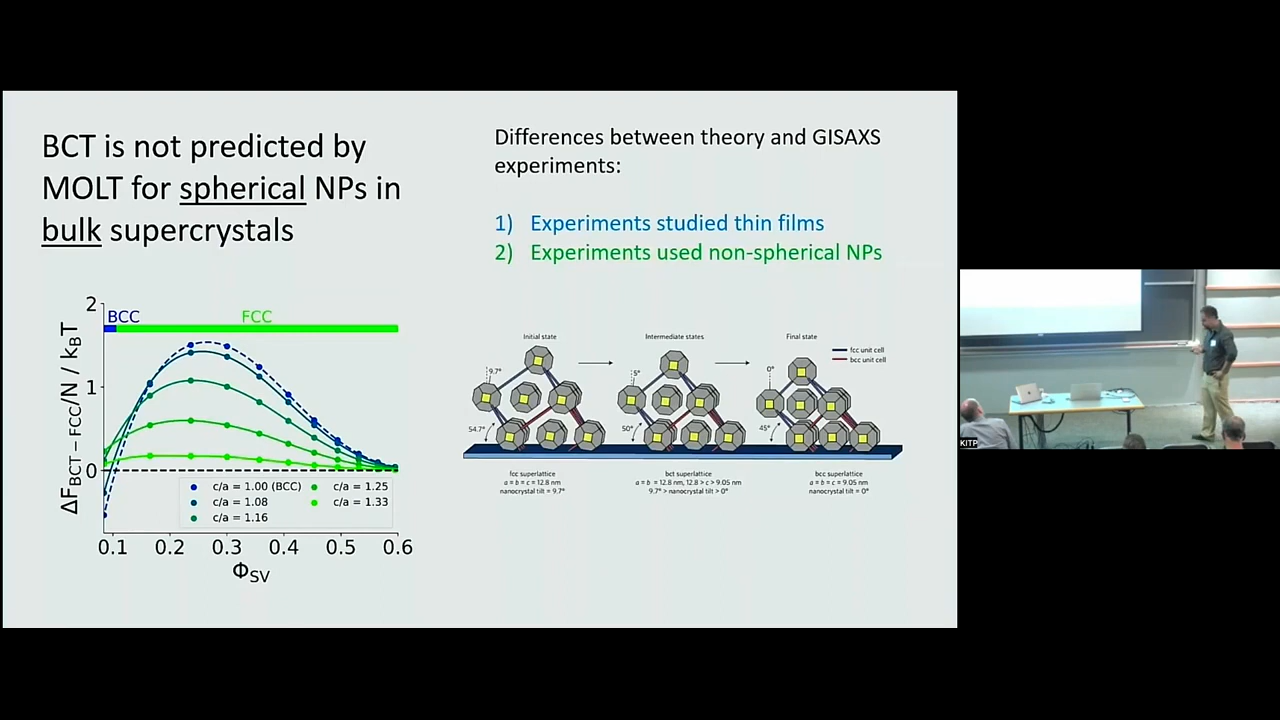 BCT is not predicted by
MOLT for spherical NPs in
bulk supercrystals
Differences between theory and GISAXS
experiments:
1) Experiments studied thin films
2) Experiments used non-spherical NPs
BCC
FCC
ΔF_BCT − FCC/N / k_BT
2
1
0
c/a = 1.00 (BCC)
c/a = 1.08
c/a = 1.16
c/a = 1.25
c/a = 1.33
0.1 0.2 0.3 0.4 0.5 0.6
Φ_SV
Initial state
Intermediate states
Final state
fcc unit cell
bcc unit cell
9.7°
5°
0°
54.7°
50°
45°
fcc superlattice
a = b = c = 12.8 nm
nanocrystal tilt = 9.7°
bct superlattice
a = b = 12.8 nm, 12.8 > c > 9.05 nm
9.7° > nanocrystal tilt > 0°
bcc superlattice
a = b = c = 9.05 nm
nanocrystal tilt = 0°
KITP